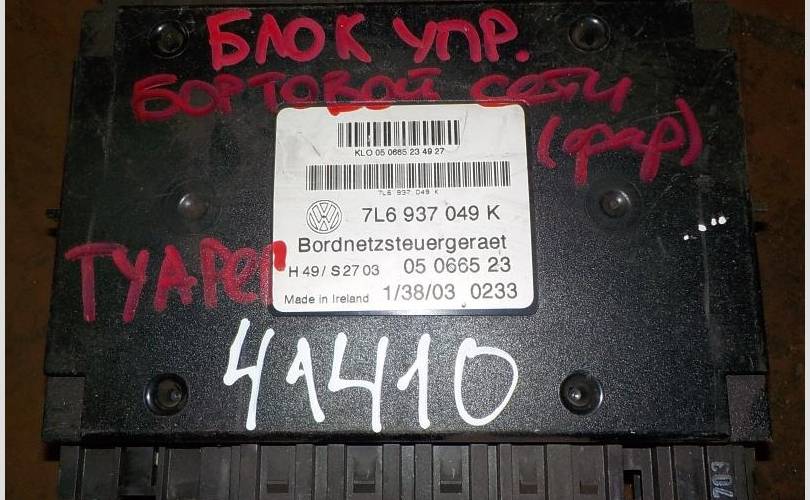 БЛОК УПР.
БОРТОВОЙ СЕТИ
(фар)
KLO 05 0665 23 49 27
7L6 937 049 K
7L6 937 049 K
Bordnetzsteuergeraet
H 49/ S 27 03 05 0665 23
Made in Ireland 1/38/03 0233
ТУАРЕГ
41410
703